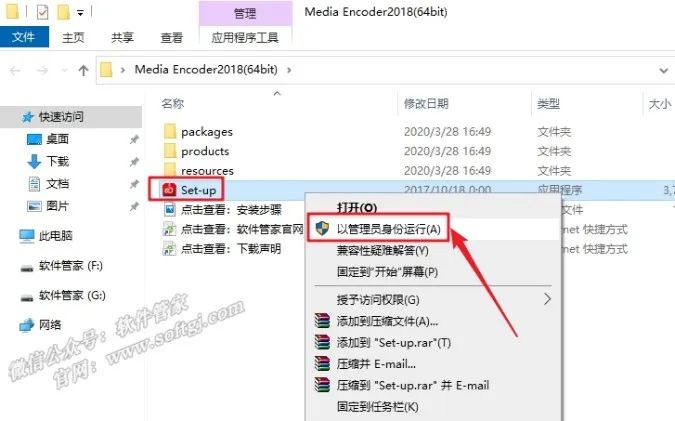 管理
Media Encoder2018(64bit)
文件
主页
共享
查看
应用程序工具
Media Encoder2018(64bit)
名称
修改日期
类型
大小
快速访问
桌面
下载
文档
图片
此电脑
软件管家 (F:)
软件管家 (G:)
网络
packages
2020/3/28 16:49
文件夹
products
2020/3/28 16:49
文件夹
resources
2020/3/28 16:49
文件夹
Set-up
2017/10/18 0:00
应用程序
3,7
点击查看：安装步骤
文件
点击查看：软件管家官网
net 快捷方式
点击查看：下载声明
net 快捷方式
打开(O)
以管理员身份运行(A)
兼容性疑难解答(Y)
固定到"开始"屏幕(P)
授予访问权限(G)
添加到压缩文件(A)...
添加到 "Set-up.rar"(T)
压缩并 E-mail...
压缩到 "Set-up.rar" 并 E-mail
固定到任务栏(K)
微信公众号：软件管家
官网：www.softgj.com